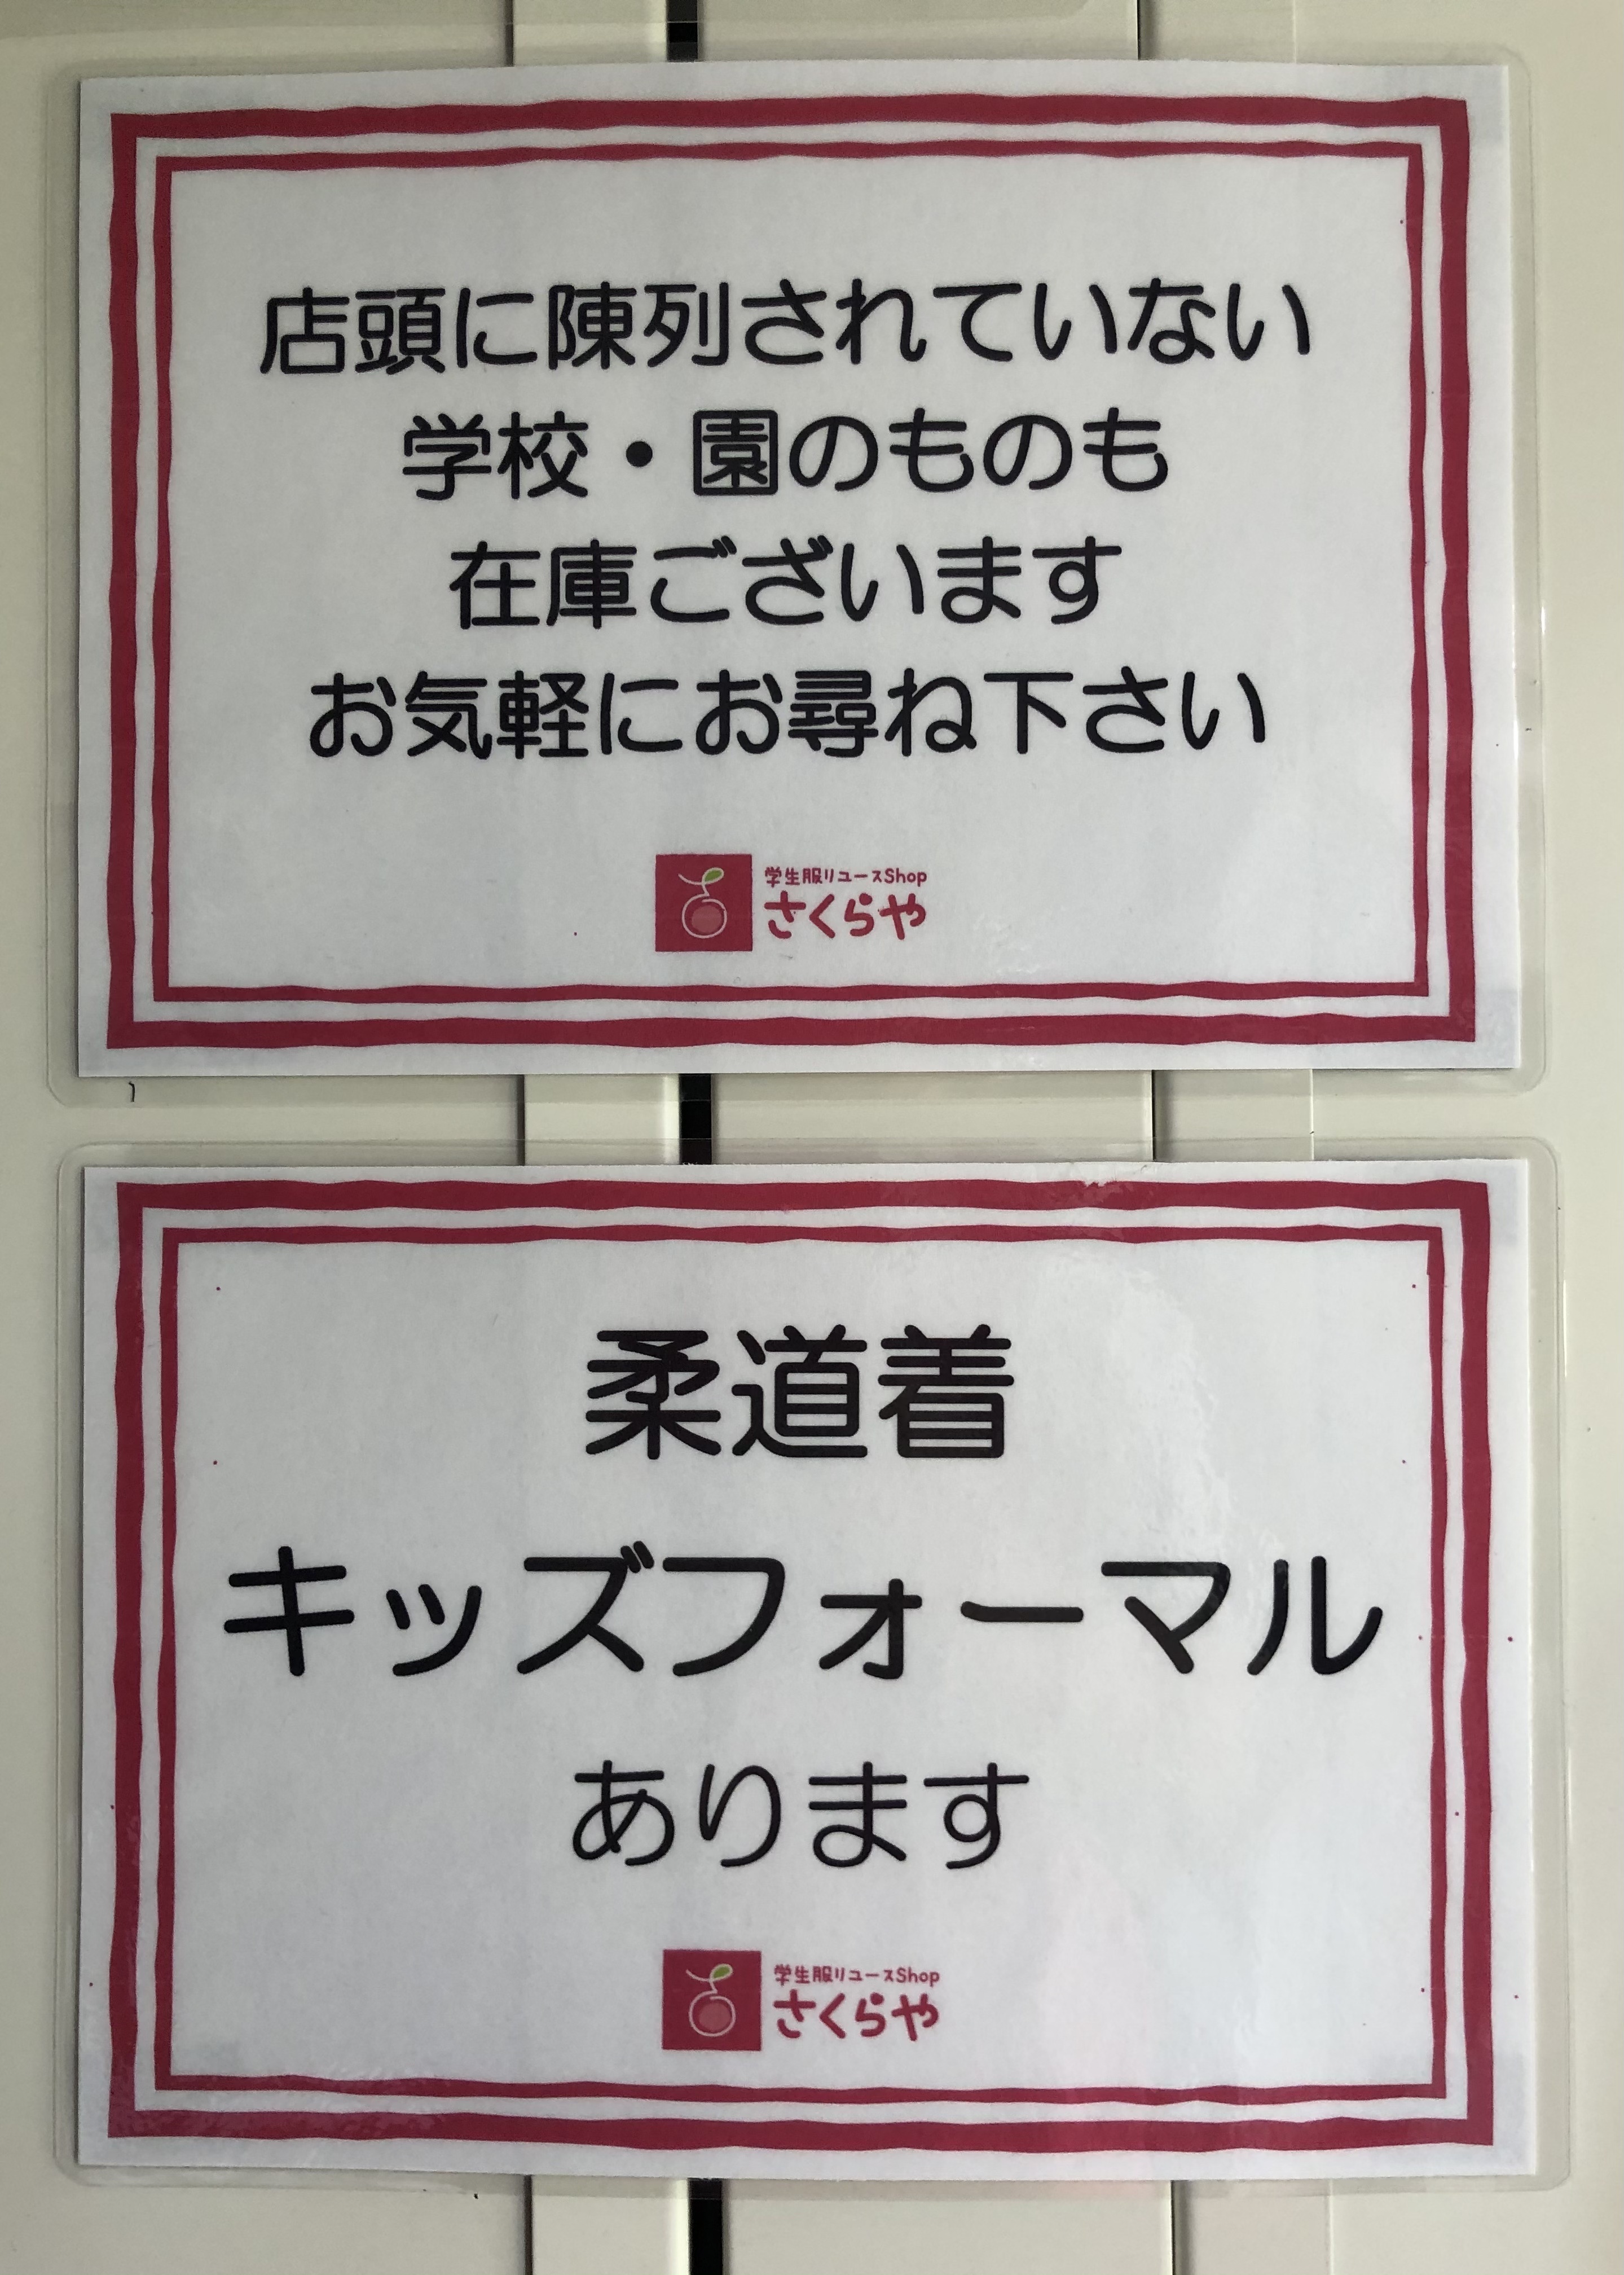 店頭に陳列されていない
学校・園のものも
在庫ございます
お気軽にお尋ね下さい
学生服リユースShop
さくらや
柔道着
キッズフォーマル
あります
学生服リユースShop
さくらや